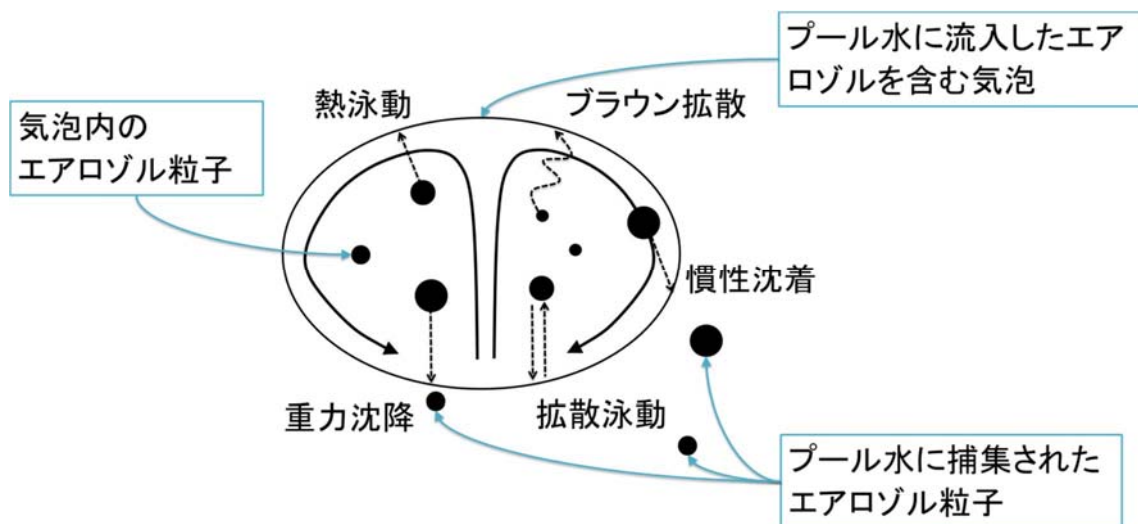 プール水に流入したエア
ロゾルを含む気泡
熱泳動
ブラウン拡散
気泡内の
エアロゾル粒子
慣性沈着
重力沈降
拡散泳動
プール水に捕集された
エアロゾル粒子